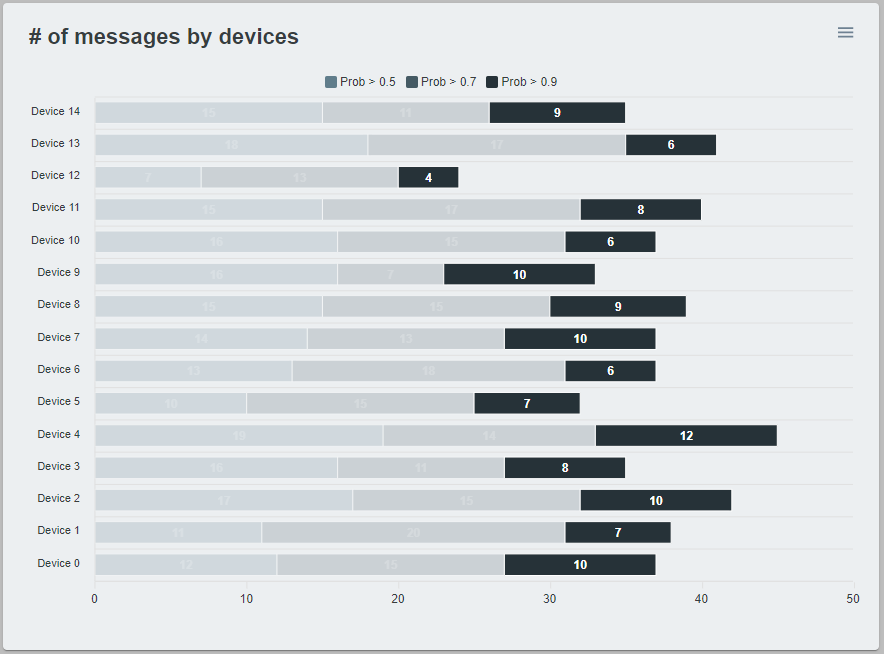 # of messages by devices
Prob > 0.5 Prob > 0.7 Prob > 0.9
Device 14 15 11 9
Device 13 18 17 6
Device 12 7 13 4
Device 11 15 17 8
Device 10 16 15 6
Device 9 16 7 10
Device 8 15 15 9
Device 7 14 13 10
Device 6 13 18 6
Device 5 10 15 7
Device 4 19 14 12
Device 3 16 11 8
Device 2 17 15 10
Device 1 11 20 7
Device 0 12 15 10
0 10 20 30 40 50